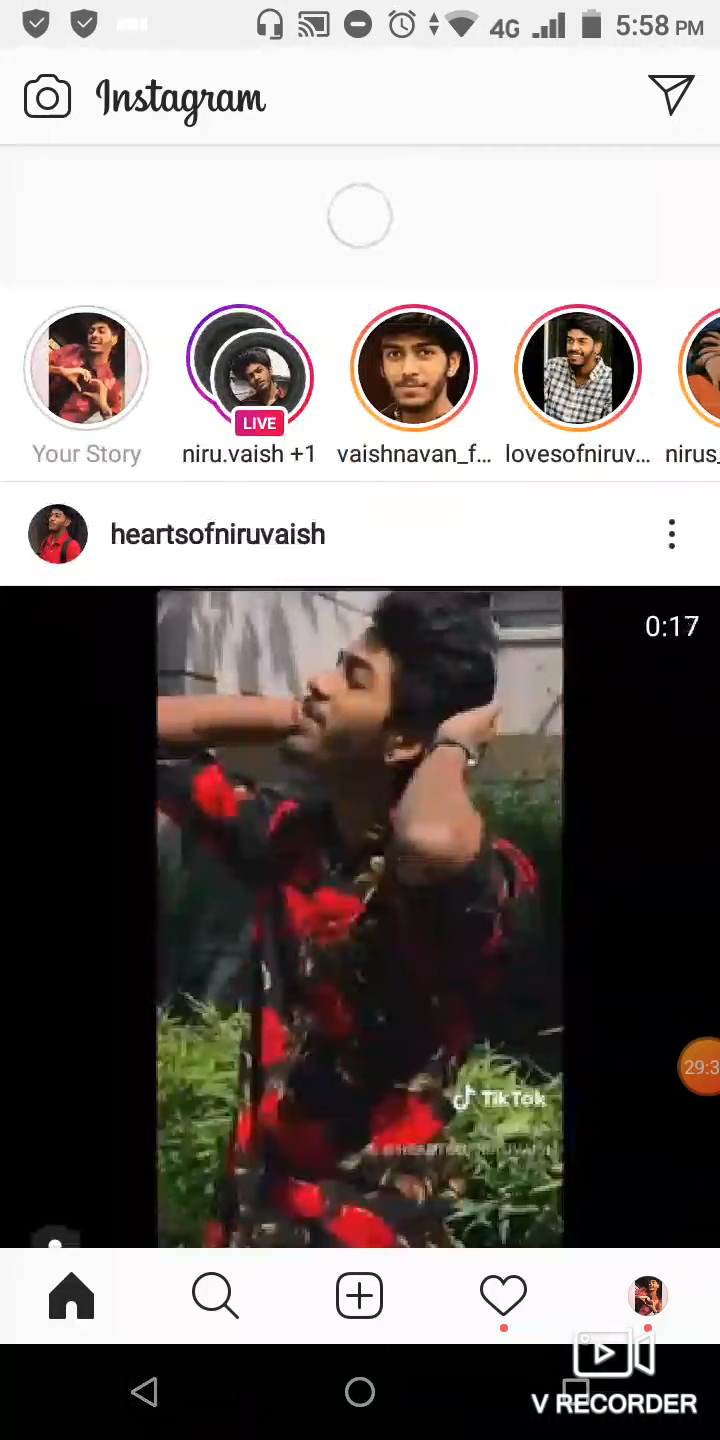 4G 5:58 PM
Instagram
LIVE
Your Story niru.vaish +1 vaishnavan_f... lovesofniruv... nirus_
heartsofniruvaish
0:17
29:3
TikTok
V RECORDER